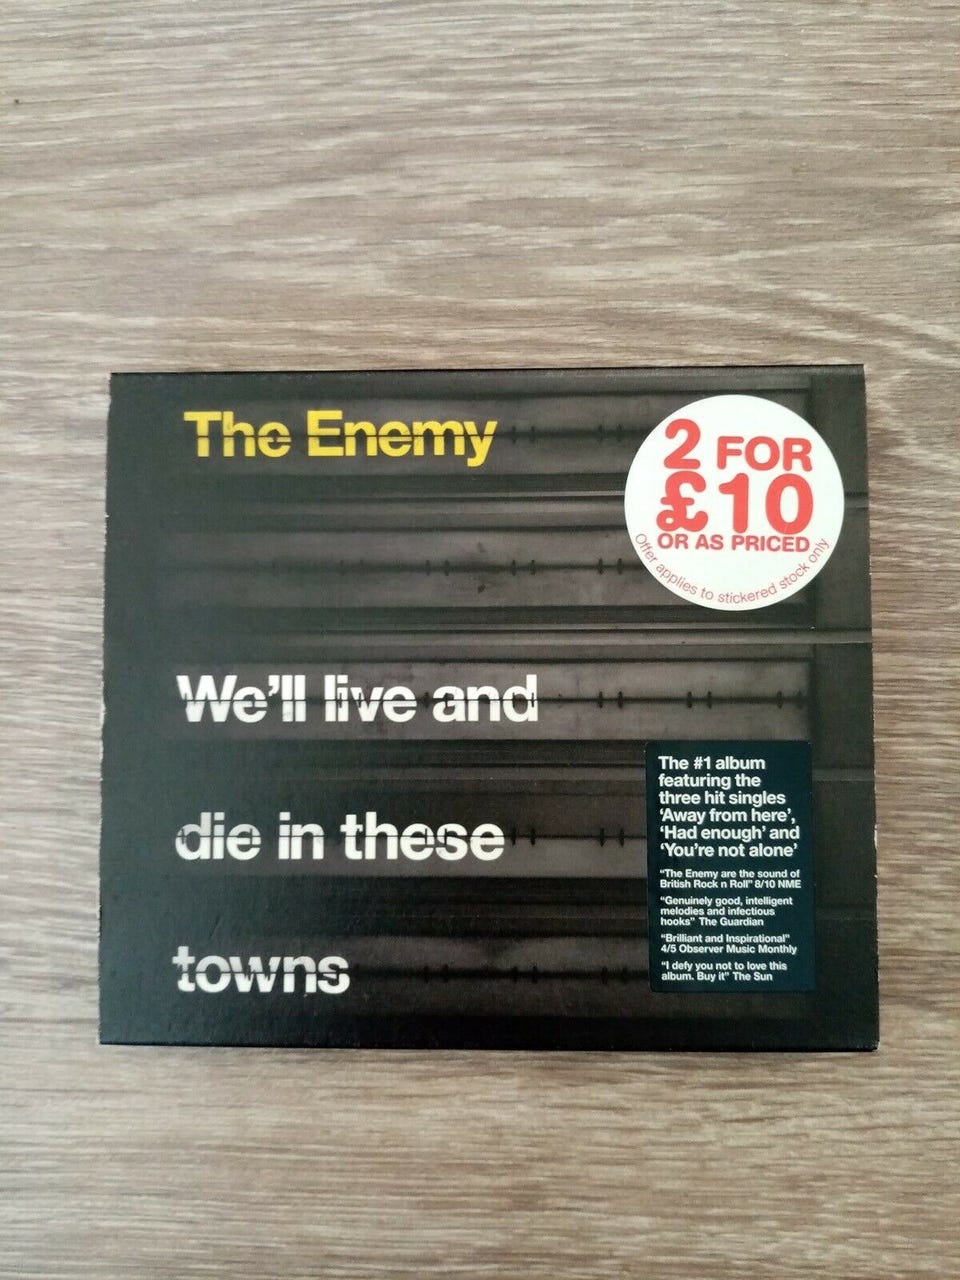 The Enemy
2 FOR
£10
OR AS PRICED
Offer applies to stickered stock only
We'll live and
die in these
towns
The #1 album
featuring the
three hit singles
‘Away from here’,
‘Had enough’ and
‘You're not alone’
“The Enemy are the sound of
British Rock n Roll” 8/10 NME
“Genuinely good, intelligent
melodies and infectious
hooks” The Guardian
“Brilliant and Inspirational”
4/5 Observer Music Monthly
“I defy you not to love this
album. Buy it” The Sun